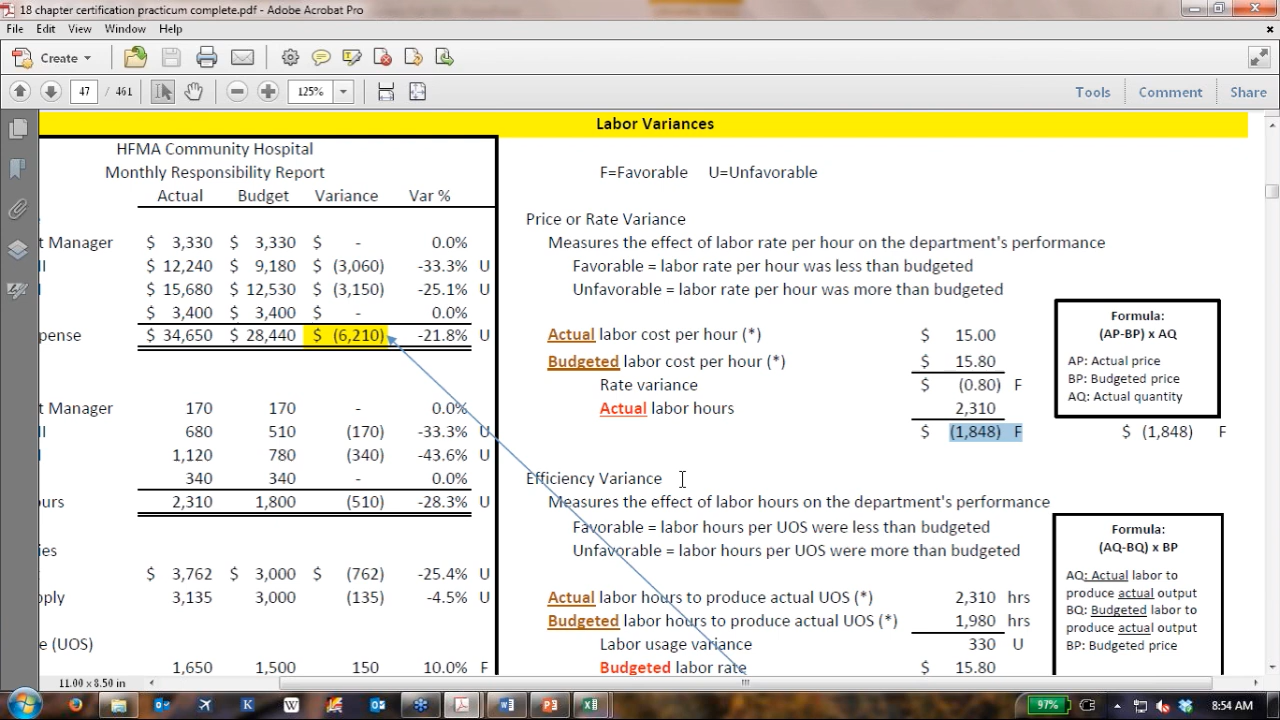 18 chapter certification practicum complete.pdf - Adobe Acrobat Pro
File Edit View Window Help
Create
47 / 461 125% Tools Comment Share
Labor Variances
HFMA Community Hospital
Monthly Responsibility Report
Actual Budget Variance Var %
t Manager $ 3,330 $ 3,330 $ - 0.0%
ll $ 12,240 $ 9,180 $ (3,060) -33.3% U
l $ 15,680 $ 12,530 $ (3,150) -25.1% U
$ 3,400 $ 3,400 $ - 0.0%
pense $ 34,650 $ 28,440 $ (6,210) -21.8% U
t Manager 170 170 - 0.0%
ll 680 510 (170) -33.3% U
l 1,120 780 (340) -43.6% U
340 340 - 0.0%
ours 2,310 1,800 (510) -28.3% U
ies
$ 3,762 $ 3,000 $ (762) -25.4% U
pply 3,135 3,000 (135) -4.5% U
e (UOS)
1,650 1,500 150 10.0% F
F=Favorable U=Unfavorable
Price or Rate Variance
Measures the effect of labor rate per hour on the department's performance
Favorable = labor rate per hour was less than budgeted
Unfavorable = labor rate per hour was more than budgeted
Actual labor cost per hour (*) $ 15.00
Budgeted labor cost per hour (*) $ 15.80
Rate variance $ (0.80) F
Actual labor hours 2,310
$ (1,848) F
Formula:
(AP-BP) x AQ
AP: Actual price
BP: Budgeted price
AQ: Actual quantity
$ (1,848) F
Efficiency Variance
Measures the effect of labor hours on the department's performance
Favorable = labor hours per UOS were less than budgeted
Unfavorable = labor hours per UOS were more than budgeted
Actual labor hours to produce actual UOS (*) 2,310 hrs
Budgeted labor hours to produce actual UOS (*) 1,980 hrs
Labor usage variance 330 U
Budgeted labor rate $ 15.80
Formula:
(AQ-BQ) x BP
AQ: Actual labor to
produce actual output
BQ: Budgeted labor to
produce actual output
BP: Budgeted price
11.00 x 8.50 in
97% 8:54 AM